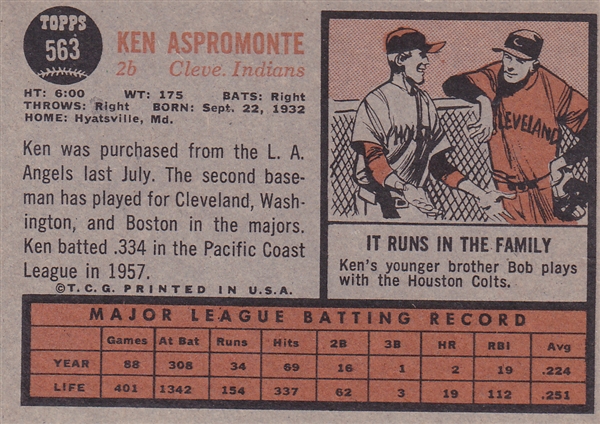 TOPPS
563
KEN ASPROMONTE
2b Cleve. Indians
HT: 6:00 WT: 175 BATS: Right
THROWS: Right BORN: Sept. 22, 1932
HOME: Hyatsville, Md.
Ken was purchased from the L. A.
Angels last July. The second base-
man has played for Cleveland, Wash-
ington, and Boston in the majors.
Ken batted .334 in the Pacific Coast
League in 1957.
©T.C.G. PRINTED IN U.S.A.
C
HOU
CLEVELAND
IT RUNS IN THE FAMILY
Ken's younger brother Bob plays
with the Houston Colts.
MAJOR LEAGUE BATTING RECORD
Games At Bat Runs Hits 2B 3B HR RBI Avg
YEAR 88 308 34 69 16 1 2 19 .224
LIFE 401 1342 154 337 62 3 19 112 .251